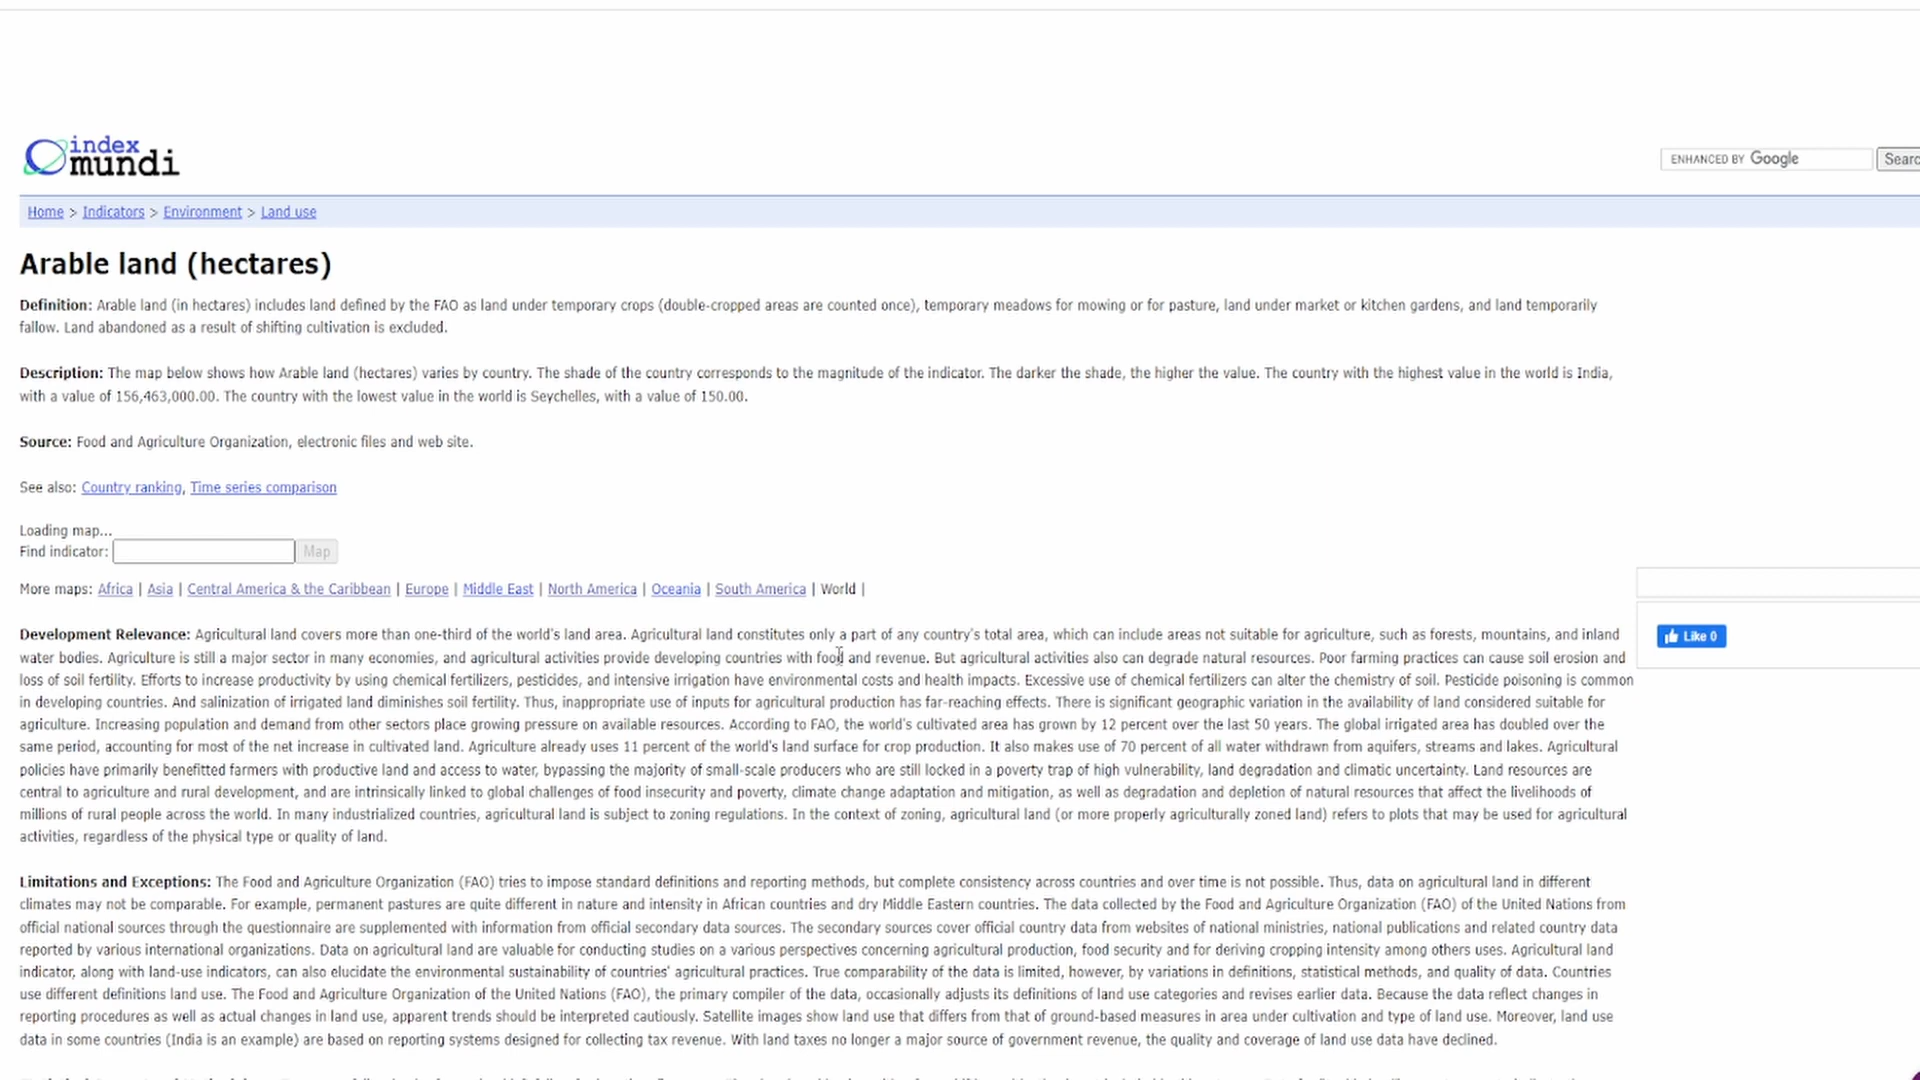 index
mundi
ENHANCED BY Google
Searc
Home > Indicators > Environment > Land use
Arable land (hectares)
Definition: Arable land (in hectares) includes land defined by the FAO as land under temporary crops (double-cropped areas are counted once), temporary meadows for mowing or for pasture, land under market or kitchen gardens, and land temporarily
fallow. Land abandoned as a result of shifting cultivation is excluded.
Description: The map below shows how Arable land (hectares) varies by country. The shade of the country corresponds to the magnitude of the indicator. The darker the shade, the higher the value. The country with the highest value in the world is India,
with a value of 156,463,000.00. The country with the lowest value in the world is Seychelles, with a value of 150.00.
Source: Food and Agriculture Organization, electronic files and web site.
See also: Country ranking, Time series comparison
Loading map...
Find indicator: Map
More maps: Africa | Asia | Central America & the Caribbean | Europe | Middle East | North America | Oceania | South America | World |
Like 0
Development Relevance: Agricultural land covers more than one-third of the world's land area. Agricultural land constitutes only a part of any country's total area, which can include areas not suitable for agriculture, such as forests, mountains, and inland
water bodies. Agriculture is still a major sector in many economies, and agricultural activities provide developing countries with food and revenue. But agricultural activities also can degrade natural resources. Poor farming practices can cause soil erosion and
loss of soil fertility. Efforts to increase productivity by using chemical fertilizers, pesticides, and intensive irrigation have environmental costs and health impacts. Excessive use of chemical fertilizers can alter the chemistry of soil. Pesticide poisoning is common
in developing countries. And salinization of irrigated land diminishes soil fertility. Thus, inappropriate use of inputs for agricultural production has far-reaching effects. There is significant geographic variation in the availability of land considered suitable for
agriculture. Increasing population and demand from other sectors place growing pressure on available resources. According to FAO, the world's cultivated area has grown by 12 percent over the last 50 years. The global irrigated area has doubled over the
same period, accounting for most of the net increase in cultivated land. Agriculture already uses 11 percent of the world's land surface for crop production. It also makes use of 70 percent of all water withdrawn from aquifers, streams and lakes. Agricultural
policies have primarily benefitted farmers with productive land and access to water, bypassing the majority of small-scale producers who are still locked in a poverty trap of high vulnerability, land degradation and climatic uncertainty. Land resources are
central to agriculture and rural development, and are intrinsically linked to global challenges of food insecurity and poverty, climate change adaptation and mitigation, as well as degradation and depletion of natural resources that affect the livelihoods of
millions of rural people across the world. In many industrialized countries, agricultural land is subject to zoning regulations. In the context of zoning, agricultural land (or more properly agriculturally zoned land) refers to plots that may be used for agricultural
activities, regardless of the physical type or quality of land.
Limitations and Exceptions: The Food and Agriculture Organization (FAO) tries to impose standard definitions and reporting methods, but complete consistency across countries and over time is not possible. Thus, data on agricultural land in different
climates may not be comparable. For example, permanent pastures are quite different in nature and intensity in African countries and dry Middle Eastern countries. The data collected by the Food and Agriculture Organization (FAO) of the United Nations from
official national sources through the questionnaire are supplemented with information from official secondary data sources. The secondary sources cover official country data from websites of national ministries, national publications and related country data
reported by various international organizations. Data on agricultural land are valuable for conducting studies on a various perspectives concerning agricultural production, food security and for deriving cropping intensity among others uses. Agricultural land
indicator, along with land-use indicators, can also elucidate the environmental sustainability of countries' agricultural practices. True comparability of the data is limited, however, by variations in definitions, statistical methods, and quality of data. Countries
use different definitions land use. The Food and Agriculture Organization of the United Nations (FAO), the primary compiler of the data, occasionally adjusts its definitions of land use categories and revises earlier data. Because the data reflect changes in
reporting procedures as well as actual changes in land use, apparent trends should be interpreted cautiously. Satellite images show land use that differs from that of ground-based measures in area under cultivation and type of land use. Moreover, land use
data in some countries (India is an example) are based on reporting systems designed for collecting tax revenue. With land taxes no longer a major source of government revenue, the quality and coverage of land use data have declined.